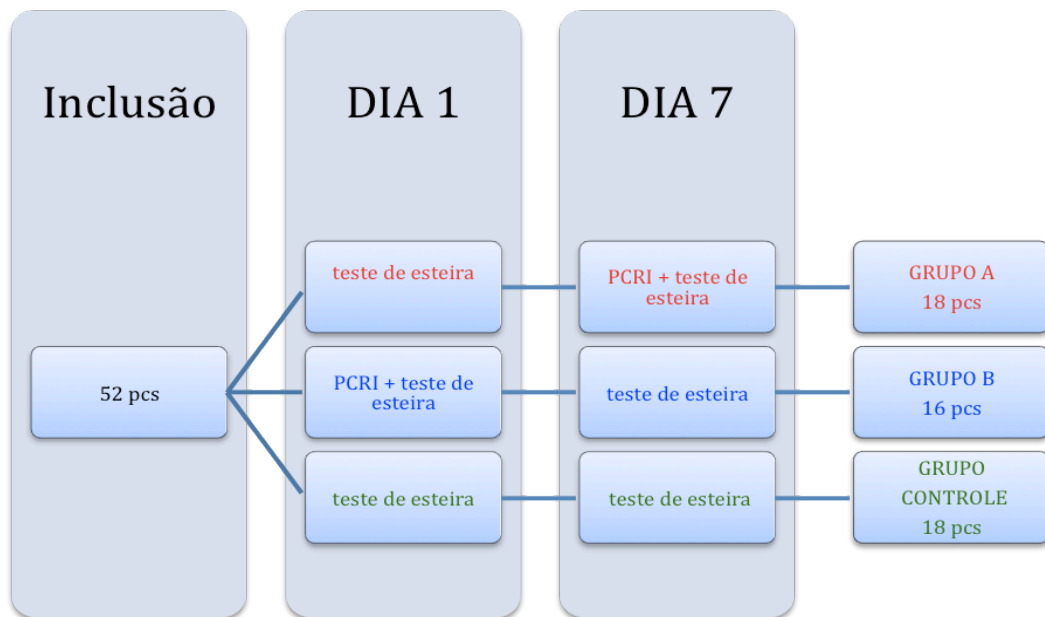 Inclusão
DIA 1
DIA 7
52 pcs
teste de esteira
PCRI + teste de
esteira
GRUPO A
18 pcs
PCRI + teste de
esteira
teste de esteira
GRUPO B
16 pcs
teste de esteira
teste de esteira
GRUPO
CONTROLE
18 pcs